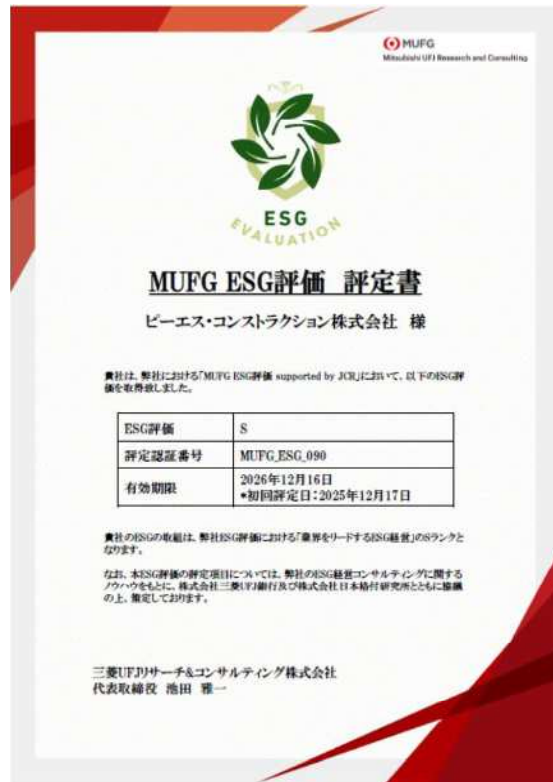 MUFG
Mitsubishi UFJ Research and Consulting
ESG
EVALUATION
MUFG ESG評価 評定書
ピーエス・コンストラクション株式会社 様
貴社は、弊社における「MUFG ESG評価 supported by JCR」において、以下のESG評
価を取得致しました。
ESG評価 S
評定認証番号 MUFG_ESG_090
有効期限 2026年12月16日
*初回評定日：2025年12月17日
貴社のESGの取組は、弊社ESG評価における「業界をリードするESG経営」のSランクと
なります。
なお、本ESG評価の評定項目については、弊社のESG経営コンサルティングに関する
ノウハウをもとに、株式会社三菱UFJ銀行及び株式会社日本格付研究所とともに協議
の上、策定しております。
三菱UFJリサーチ&コンサルティング株式会社
代表取締役 池田 雅一